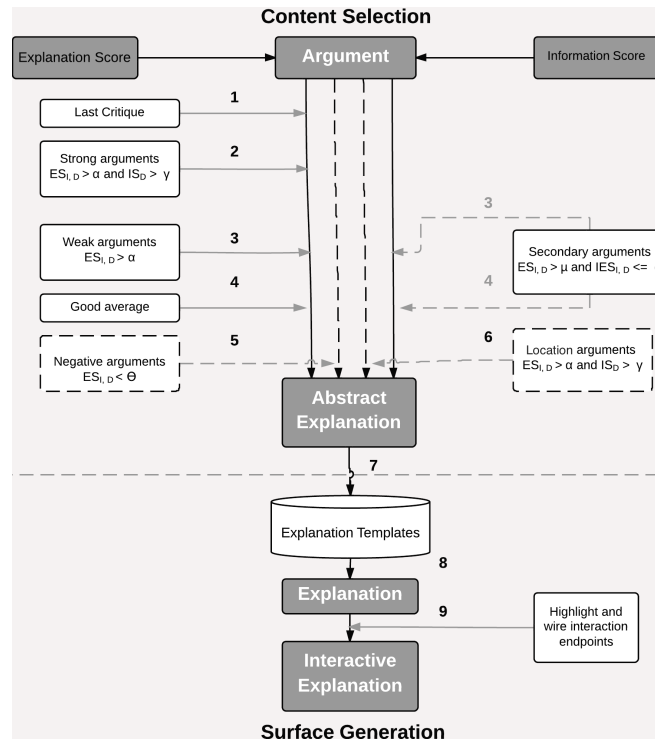 Content Selection
Explanation Score
Argument
Information Score
1
Last Critique
2
Strong arguments
ESI, D > α and ISD > γ
3
Weak arguments
ESI, D > α
3
Secondary arguments
ESI, D > μ and IESI, D <=
4
Good average
4
5
Negative arguments
ESI, D < Θ
6
Location arguments
ESI, D > α and ISD > γ
Abstract
Explanation
7
Explanation Templates
8
Explanation
9
Highlight and
wire interaction
endpoints
Interactive
Explanation
Surface Generation